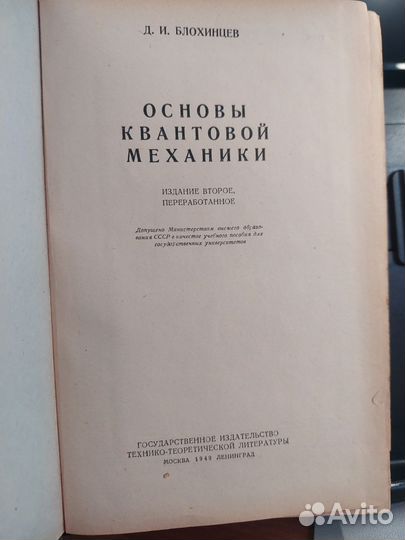 Д. И. БЛОХИНЦЕВ
ОСНОВЫ
КВАНТОВОЙ
МЕХАНИКИ
ИЗДАНИЕ ВТОРОЕ,
ПЕРЕРАБОТАННОЕ
Допущено Министерством высшего образо-
вания СССР в качестве учебного пособия для
государственных университетов
ГОСУДАРСТВЕННОЕ ИЗДАТЕЛЬСТВО
ТЕХНИКО-ТЕОРЕТИЧЕСКОЙ ЛИТЕРАТУРЫ
МОСКВА 1949 ЛЕНИНГРАД
Avito